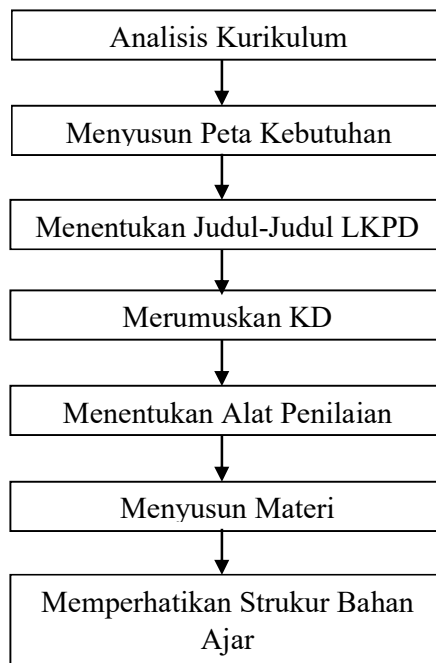 Analisis Kurikulum
Menyusun Peta Kebutuhan
Menentukan Judul-Judul LKPD
Merumuskan KD
Menentukan Alat Penilaian
Menyusun Materi
Memperhatikan Strukur Bahan
Ajar